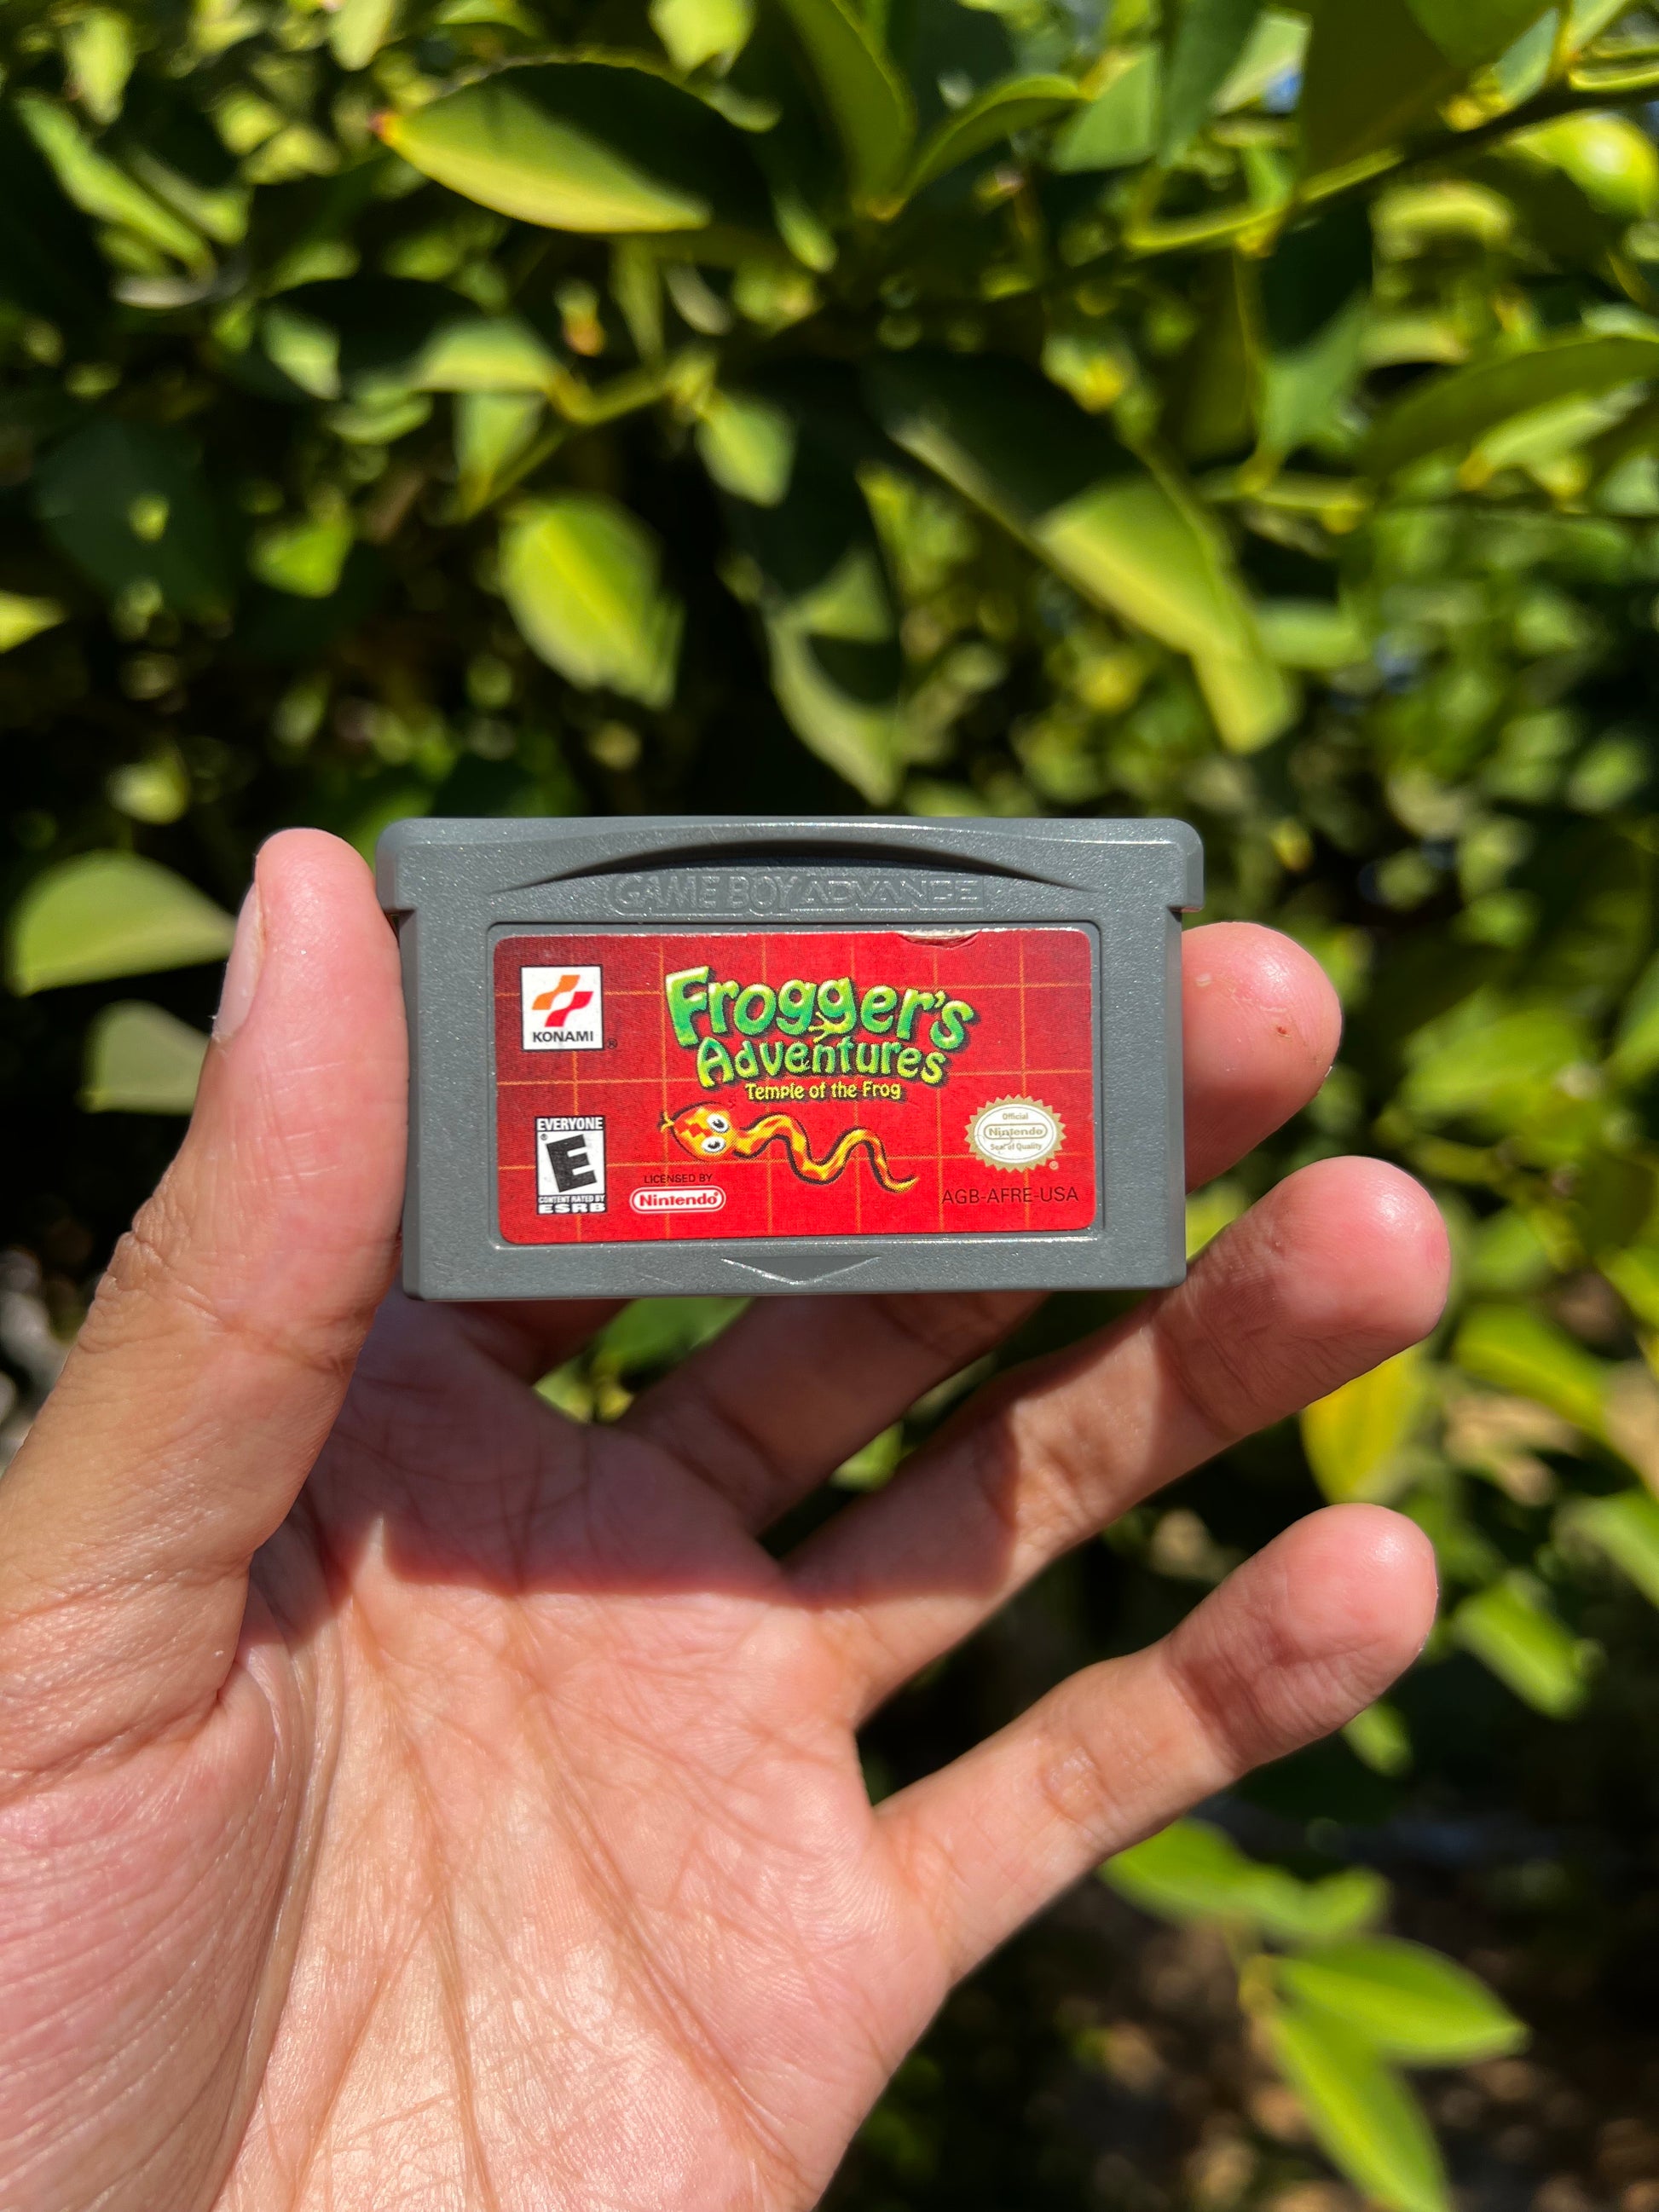 GAME BOY ADVANCE
KONAMI
®
Frogger's
Adventures
Temple of the Frog
EVERYONE
E
CONTENT RATED BY
ESRB
LICENSED BY
Nintendo®
Official
Nintendo
Seal of Quality
AGB-AFRE-USA